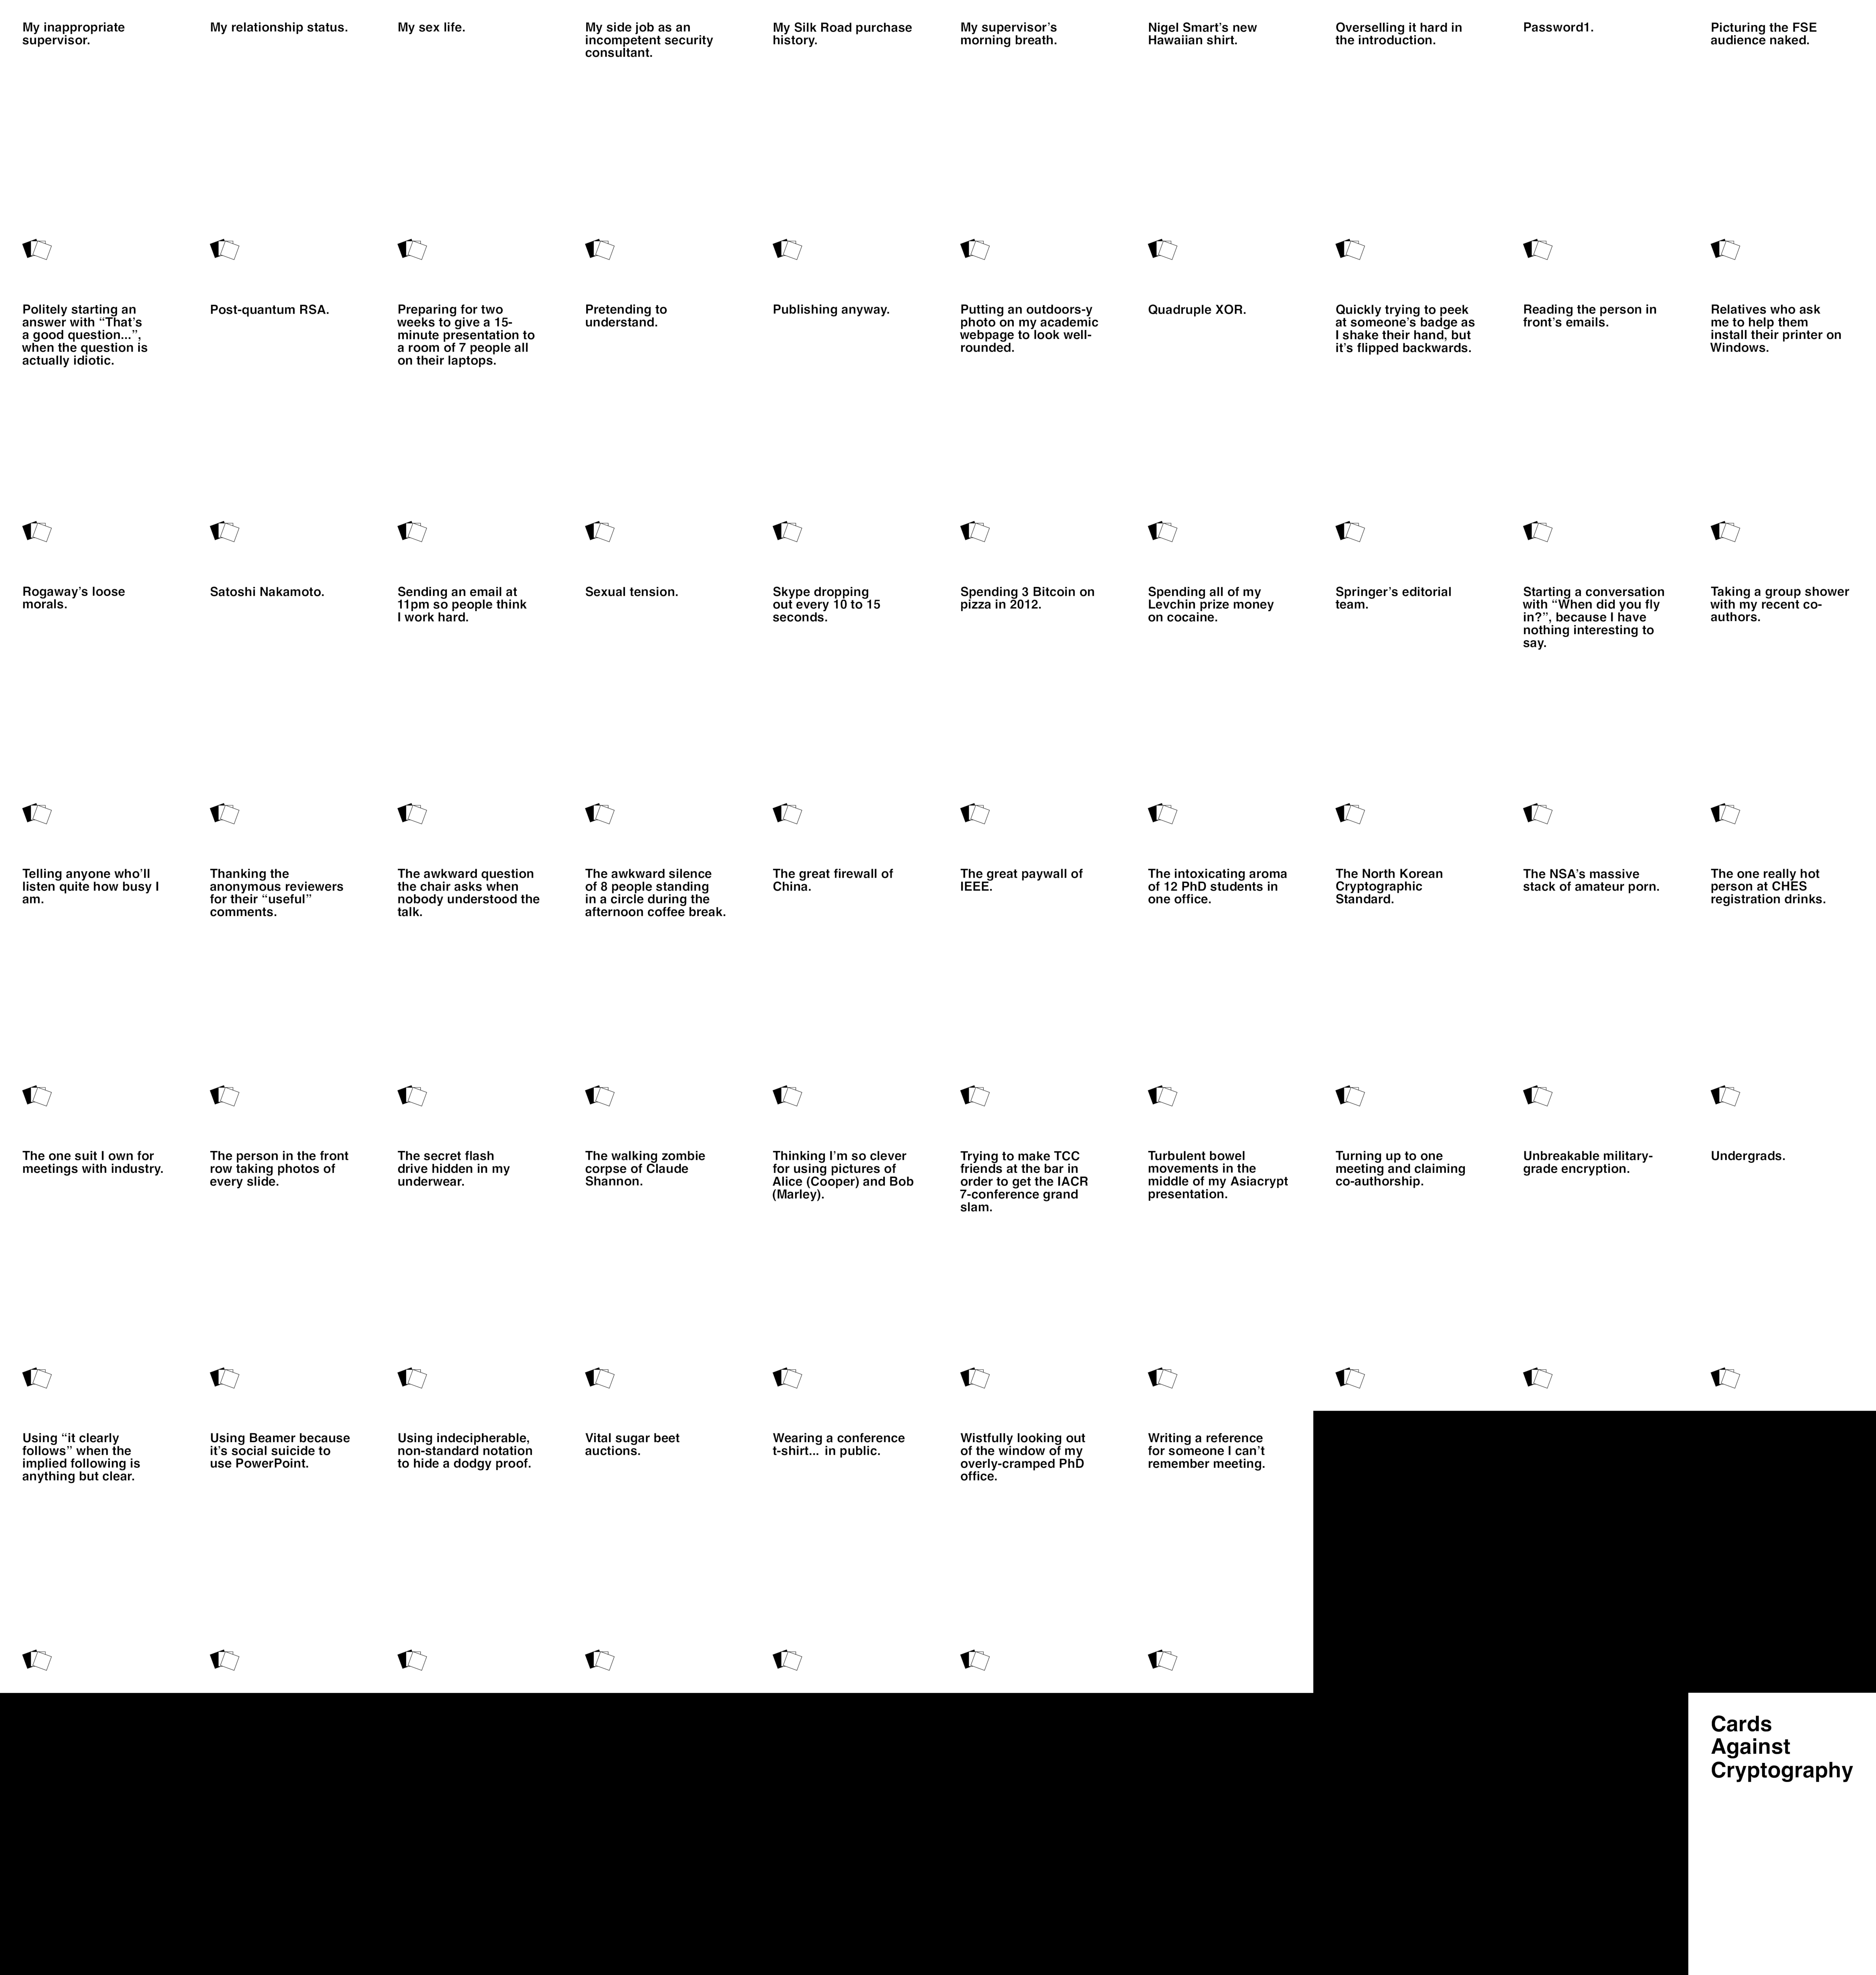 My inappropriate
supervisor.
My relationship status.
My sex life.
My side job as an
incompetent security
consultant.
My Silk Road purchase
history.
My supervisor's
morning breath.
Nigel Smart's new
Hawaiian shirt.
Overselling it hard in
the introduction.
Password1.
Picturing the FSE
audience naked.
Politely starting an
answer with “That's
a good question...”,
when the question is
actually idiotic.
Post-quantum RSA.
Preparing for two
weeks to give a 15-
minute presentation to
a room of 7 people all
on their laptops.
Pretending to
understand.
Publishing anyway.
Putting an outdoors-y
photo on my academic
webpage to look well-
rounded.
Quadruple XOR.
Quickly trying to peek
at someone's badge as
I shake their hand, but
it's flipped backwards.
Reading the person in
front's emails.
Relatives who ask
me to help them
install their printer on
Windows.
Rogaway's loose
morals.
Satoshi Nakamoto.
Sending an email at
11pm so people think
I work hard.
Sexual tension.
Skype dropping
out every 10 to 15
seconds.
Spending 3 Bitcoin on
pizza in 2012.
Spending all of my
Levchin prize money
on cocaine.
Springer's editorial
team.
Starting a conversation
with “When did you fly
in?”, because I have
nothing interesting to
say.
Taking a group shower
with my recent co-
authors.
Telling anyone who'll
listen quite how busy I
am.
Thanking the
anonymous reviewers
for their “useful”
comments.
The awkward question
the chair asks when
nobody understood the
talk.
The awkward silence
of 8 people standing
in a circle during the
afternoon coffee break.
The great firewall of
China.
The great paywall of
IEEE.
The intoxicating aroma
of 12 PhD students in
one office.
The North Korean
Cryptographic
Standard.
The NSA's massive
stack of amateur porn.
The one really hot
person at CHES
registration drinks.
The one suit I own for
meetings with industry.
The person in the front
row taking photos of
every slide.
The secret flash
drive hidden in my
underwear.
The walking zombie
corpse of Claude
Shannon.
Thinking I'm so clever
for using pictures of
Alice (Cooper) and Bob
(Marley).
Trying to make TCC
friends at the bar in
order to get the IACR
7-conference grand
slam.
Turbulent bowel
movements in the
middle of my Asiacrypt
presentation.
Turning up to one
meeting and claiming
co-authorship.
Unbreakable military-
grade encryption.
Undergrads.
Using “it clearly
follows” when the
implied following is
anything but clear.
Using Beamer because
it's social suicide to
use PowerPoint.
Using indecipherable,
non-standard notation
to hide a dodgy proof.
Vital sugar beet
auctions.
Wearing a conference
t-shirt... in public.
Wistfully looking out
of the window of my
overly-cramped PhD
office.
Writing a reference
for someone I can't
remember meeting.
Cards
Against
Cryptography